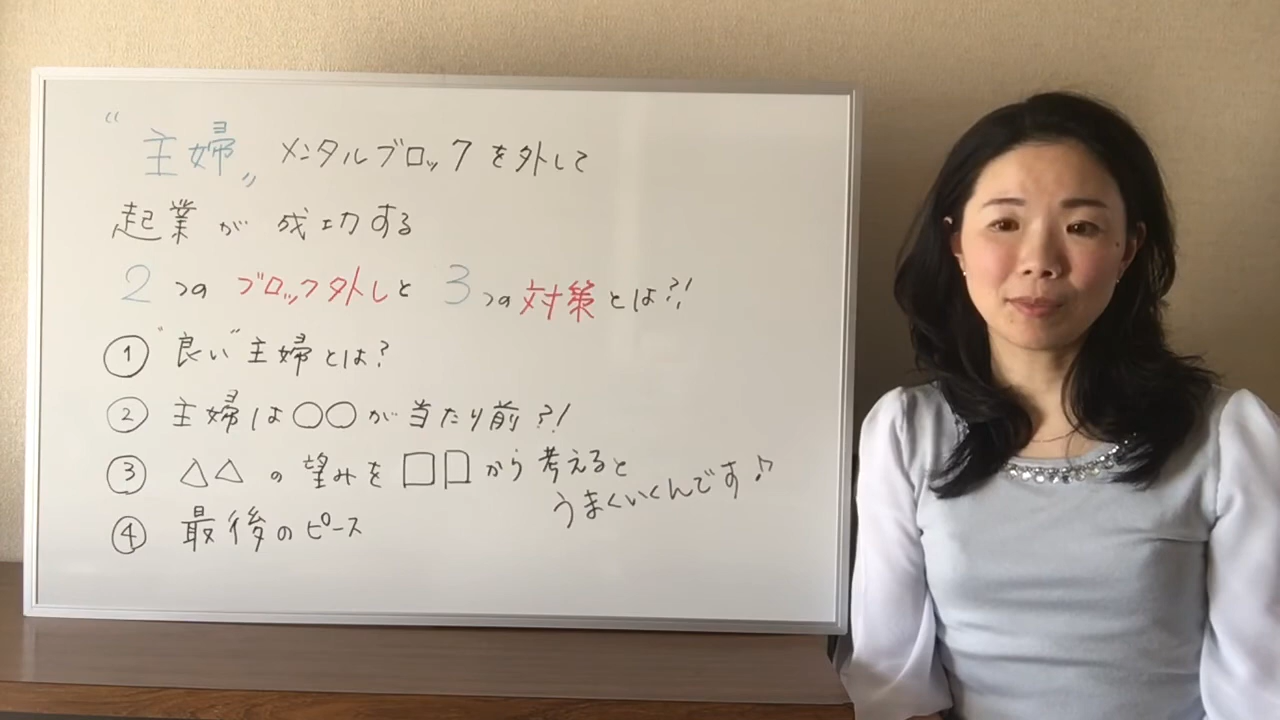 “主婦„メンタルブロックを外して
起業が成功する
2つのブロック外しと3つの対策とは?!
① “良い”主婦とは?
② 主婦は○○が当たり前?!
③ △△の望みを□□から考えると
うまくいくんです♪
④ 最後のピース